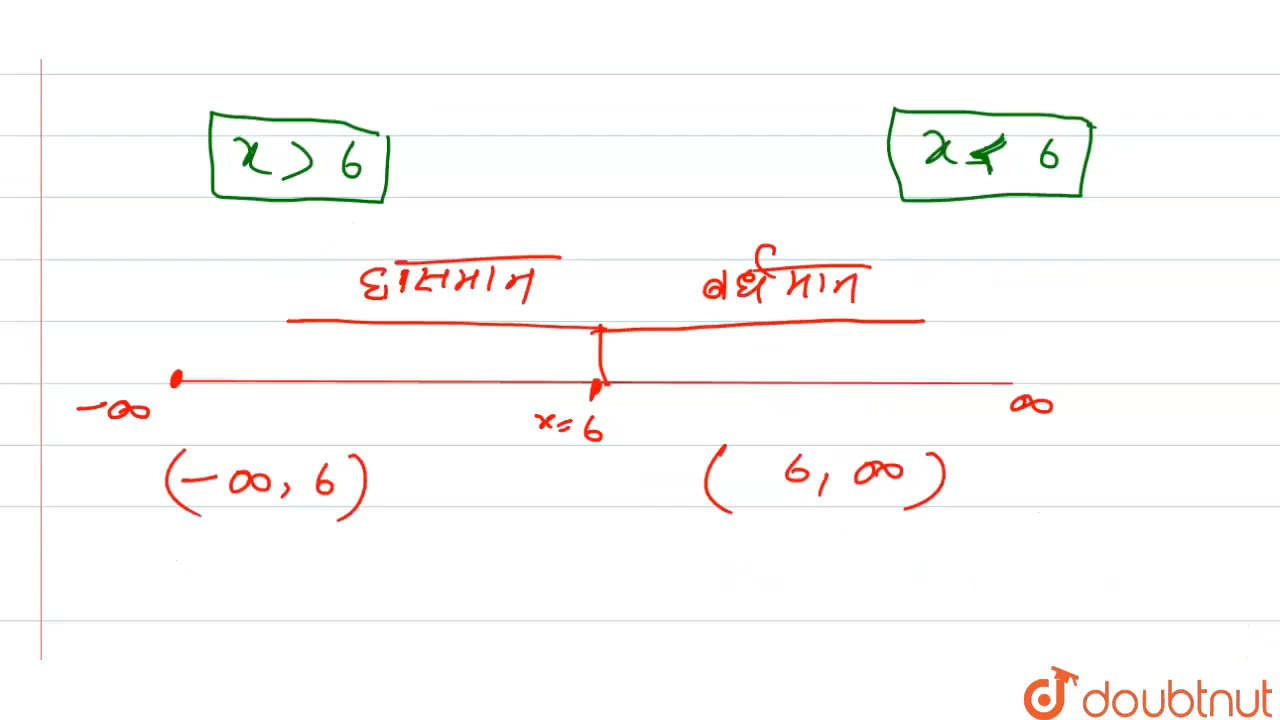 x > 6
x < 6
ह्रासमान
वर्धमान
-∞
x = 6
∞
(-∞, 6)
(6, ∞)
doubtnut